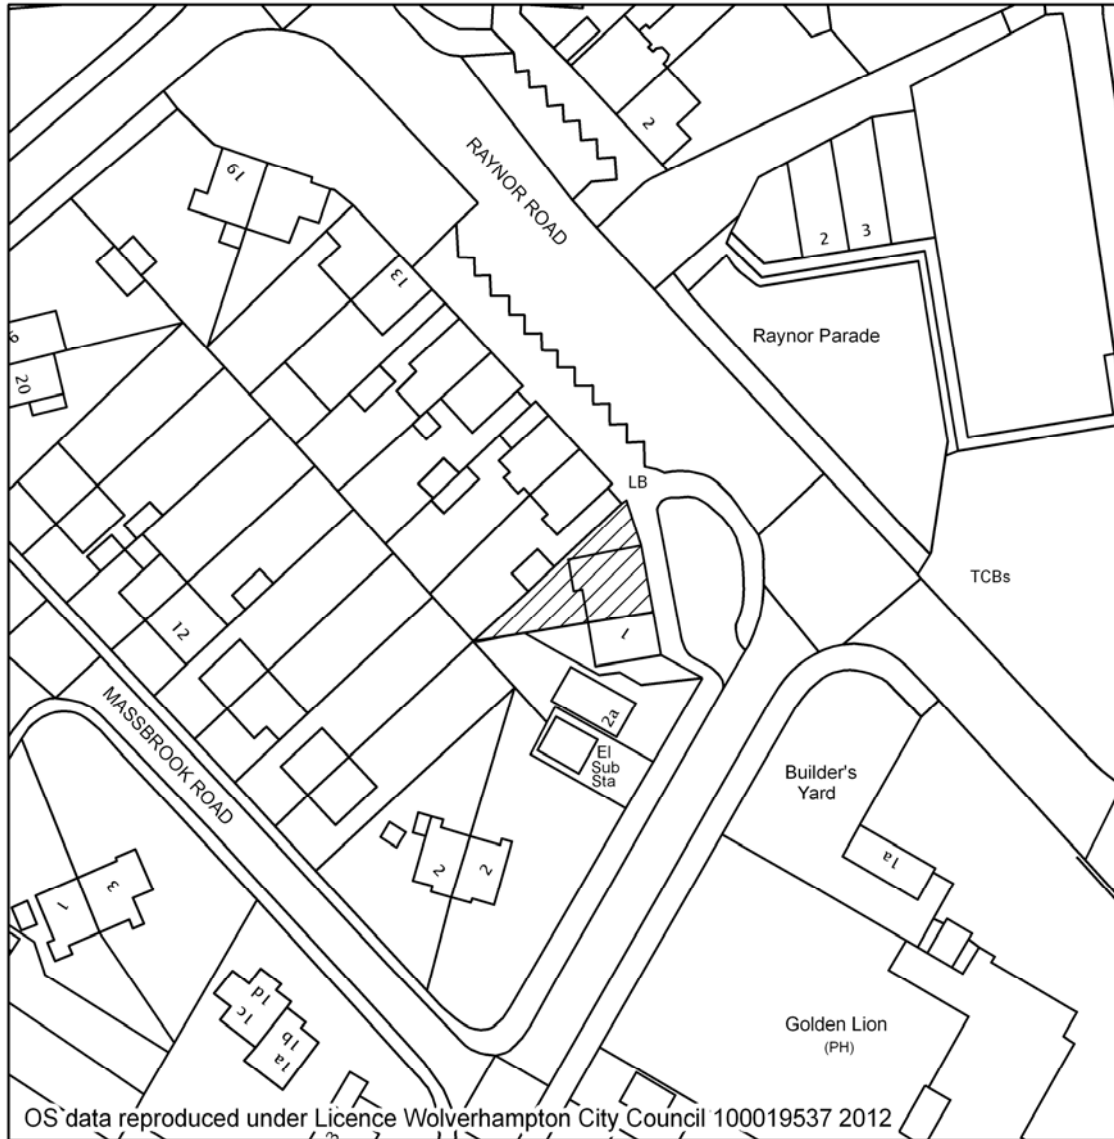 RAYNOR ROAD
2
2
3
19
13
Raynor Parade
20
LB
TCBs
12
1
MASSBROOK ROAD
2a
El
Sub
Sta
Builder's
Yard
1a
2
2
3
1
1d
1c
1b
1a
Golden Lion
(PH)
OS data reproduced under Licence Wolverhampton City Council 100019537 2012